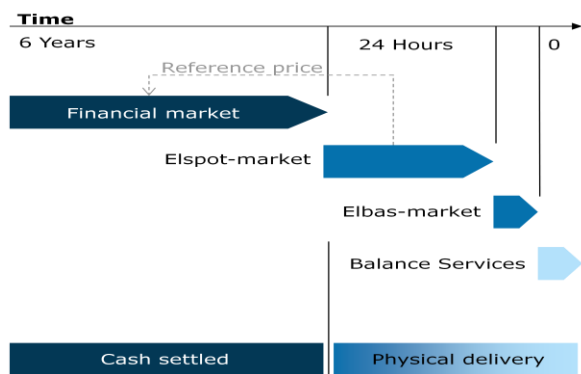 Time
6 Years
24 Hours
0
Reference price
Financial market
Elspot-market
Elbas-market
Balance Services
Cash settled
Physical delivery